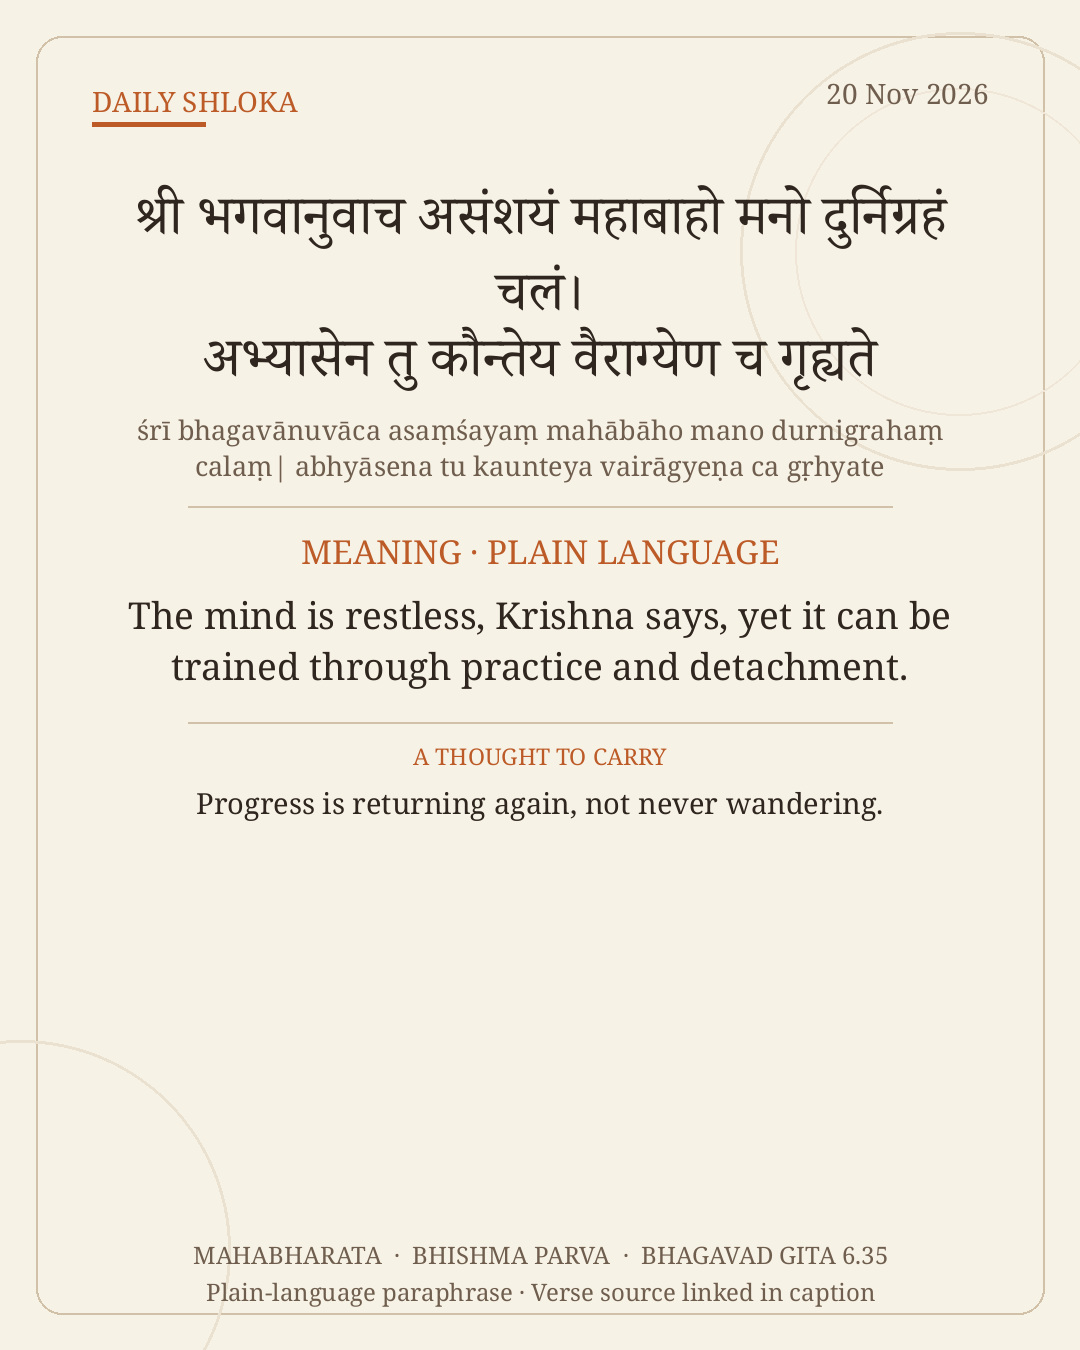 DAILY SHLOKA
20 Nov 2026
श्री भगवानुवाच असंशयं महाबाहो मनो दुर्निग्रहं
चलं।
अभ्यासेन तु कौन्तेय वैराग्येण च गृह्यते
śrī bhagavānuvāca asaṃśayaṃ mahābāho mano durnigrahaṃ
calaṃ| abhyāsena tu kaunteya vairāgyeṇa ca gṛhyate
MEANING · PLAIN LANGUAGE
The mind is restless, Krishna says, yet it can be
trained through practice and detachment.
A THOUGHT TO CARRY
Progress is returning again, not never wandering.
MAHABHARATA · BHISHMA PARVA · BHAGAVAD GITA 6.35
Plain-language paraphrase · Verse source linked in caption